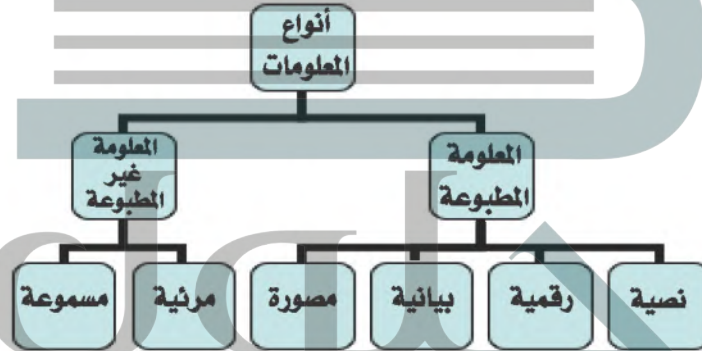 أنواع
المعلومات
المعلومة
المطبوعة
المعلومة
غير
المطبوعة
نصية
رقمية
بيانية
مصورة
مرئية
مسموعة